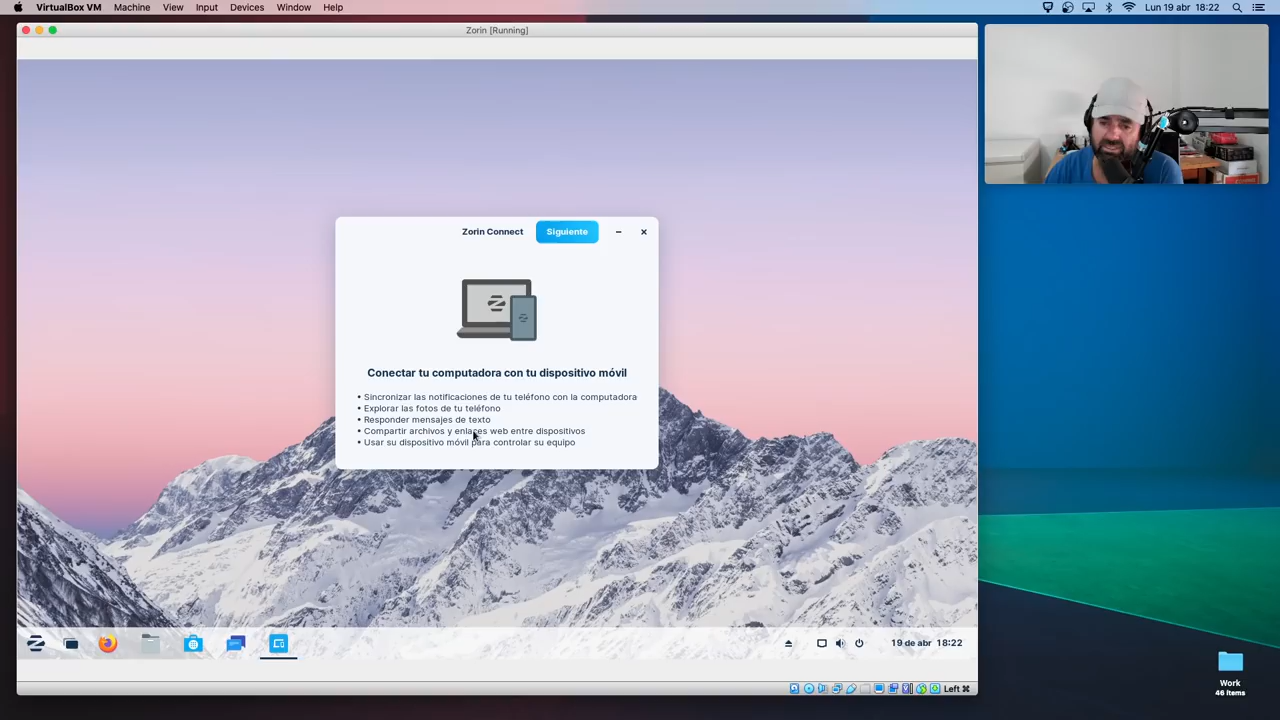 VirtualBox VM Machine View Input Devices Window Help Lun 19 abr 18:22
Zorin [Running]
Zorin Connect Siguiente
Conectar tu computadora con tu dispositivo móvil
• Sincronizar las notificaciones de tu teléfono con la computadora
• Explorar las fotos de tu teléfono
• Responder mensajes de texto
• Compartir archivos y enlaces web entre dispositivos
• Usar su dispositivo móvil para controlar su equipo
19 de abr 18:22
Work
46 items
Left ⌘